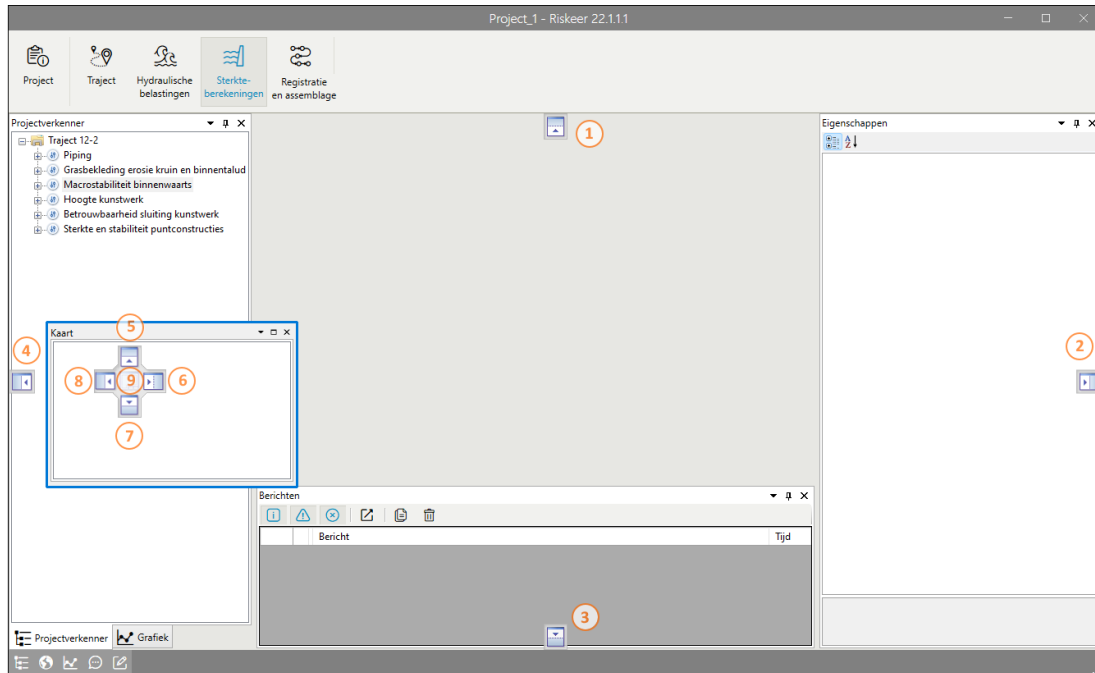 Project_1 - Riskeer 22.1.1.1
Project
Traject
Hydraulische
belastingen
Sterkte-
berekeningen
Registratie
en assemblage
Projectverkenner
Traject 12-2
Piping
Grasbekleding erosie kruin en binnentalud
Macrostabiliteit binnenwaarts
Hoogte kunstwerk
Betrouwbaarheid sluiting kunstwerk
Sterkte en stabiliteit puntconstructies
1
Eigenschappen
2
Kaart
5
4
8
9
6
7
Berichten
Bericht
Tijd
3
Projectverkenner
Grafiek